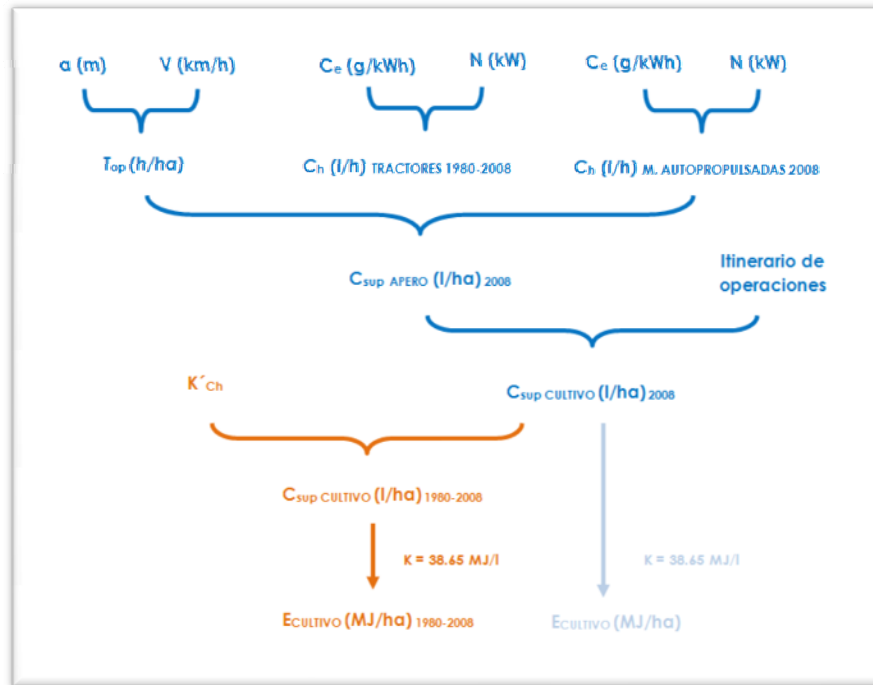 a (m) V (km/h) Ce (g/kWh) N (kW) Ce (g/kWh) N (kW)
Top (h/ha) Ch (l/h) TRACTORES 1980-2008 Ch (l/h) M. AUTOPROPULSADAS 2008
Csup APERO (l/ha) 2008
Itinerario de
operaciones
K´Ch
Csup CULTIVO (l/ha) 2008
Csup CULTIVO (l/ha) 1980-2008
K = 38.65 MJ/l K = 38.65 MJ/l
ECULTIVO (MJ/ha) 1980-2008 ECULTIVO (MJ/ha)